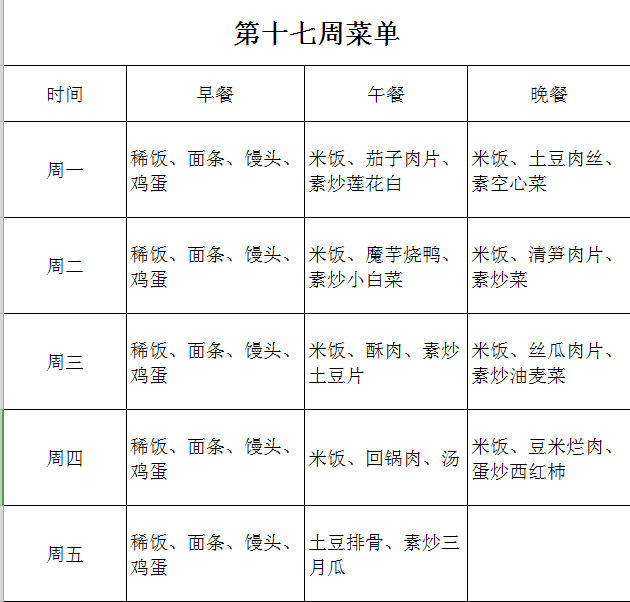 第十七周菜单
时间 早餐 午餐 晚餐
周一
稀饭、面条、馒头、
鸡蛋
米饭、茄子肉片、
素炒莲花白
米饭、土豆肉丝、
素空心菜
周二
稀饭、面条、馒头、
鸡蛋
米饭、魔芋烧鸭、
素炒小白菜
米饭、清笋肉片、
素炒菜
周三
稀饭、面条、馒头、
鸡蛋
米饭、酥肉、素炒
土豆片
米饭、丝瓜肉片、
素炒油麦菜
周四
稀饭、面条、馒头、
鸡蛋
米饭、回锅肉、汤
米饭、豆米烂肉、
蛋炒西红柿
周五
稀饭、面条、馒头、
鸡蛋
土豆排骨、素炒三
月瓜